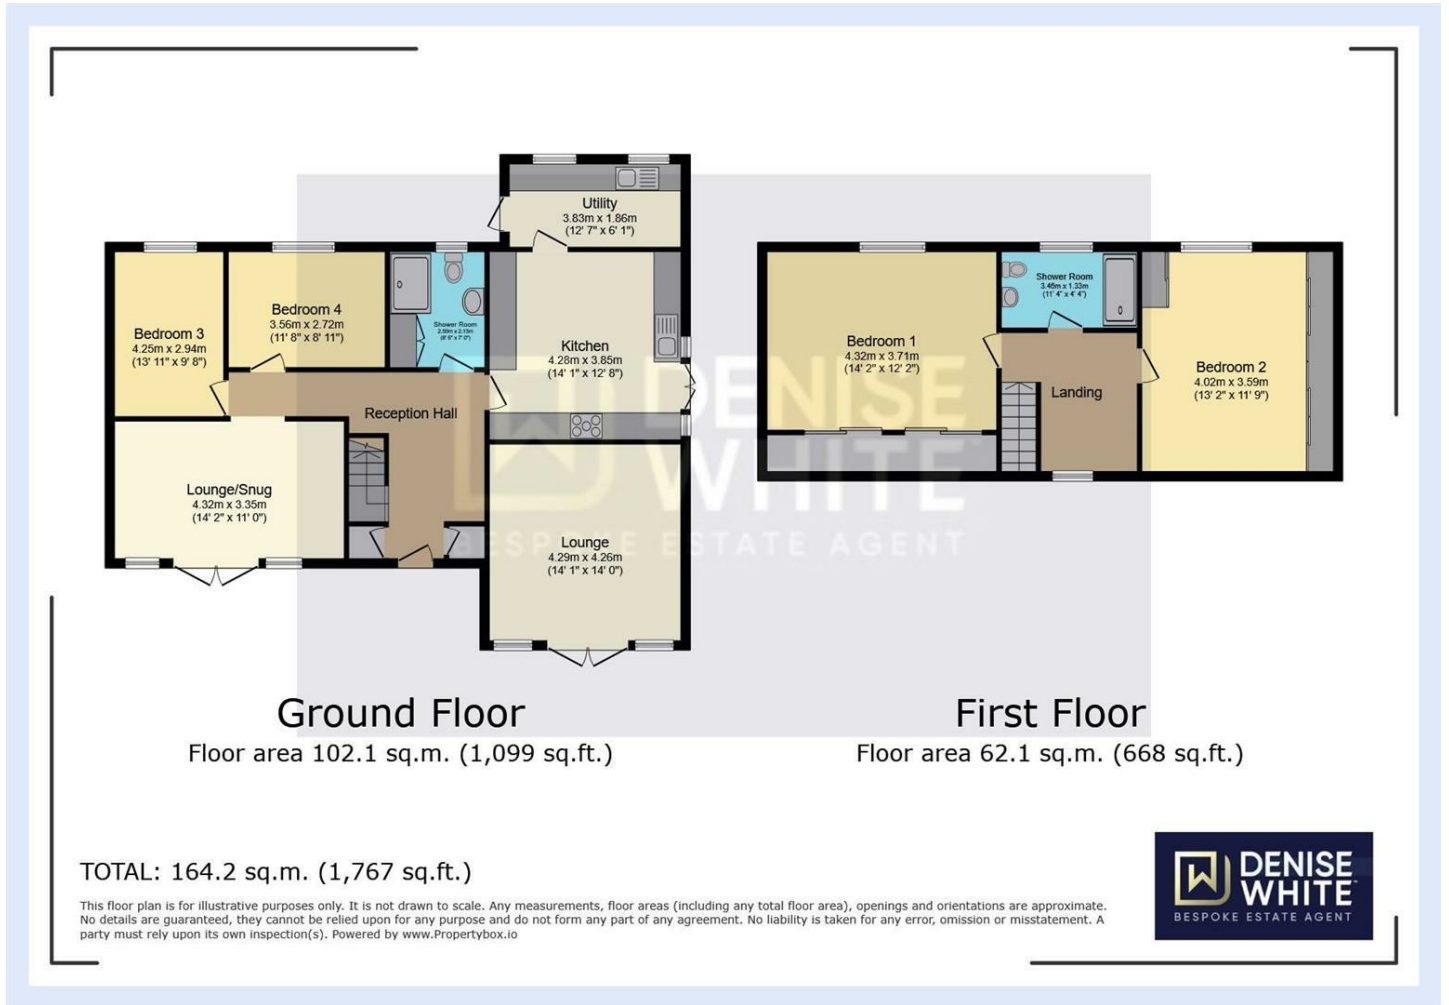 Utility
3.83m x 1.86m
(12' 7" x 6' 1")
Bedroom 3
4.25m x 2.94m
(13' 11" x 9' 8")
Bedroom 4
3.56m x 2.72m
(11' 8" x 8' 11")
Shower Room
2.59m x 2.13m
(8' 6" x 7' 0")
Kitchen
4.28m x 3.85m
(14' 1" x 12' 8")
Reception Hall
Lounge/Snug
4.32m x 3.35m
(14' 2" x 11' 0")
Lounge
4.29m x 4.26m
(14' 1" x 14' 0")
Bedroom 1
4.32m x 3.71m
(14' 2" x 12' 2")
Shower Room
3.46m x 1.33m
(11' 4" x 4' 4")
Landing
Bedroom 2
4.02m x 3.59m
(13' 2" x 11' 9")
DENISE
WHITE
BESPOKE ESTATE AGENT
Ground Floor
Floor area 102.1 sq.m. (1,099 sq.ft.)
First Floor
Floor area 62.1 sq.m. (668 sq.ft.)
TOTAL: 164.2 sq.m. (1,767 sq.ft.)
This floor plan is for illustrative purposes only. It is not drawn to scale. Any measurements, floor areas (including any total floor area), openings and orientations are approximate.
No details are guaranteed, they cannot be relied upon for any purpose and do not form any part of any agreement. No liability is taken for any error, omission or misstatement. A
party must rely upon its own inspection(s). Powered by www.Propertybox.io
DENISE
WHITE
BESPOKE ESTATE AGENT